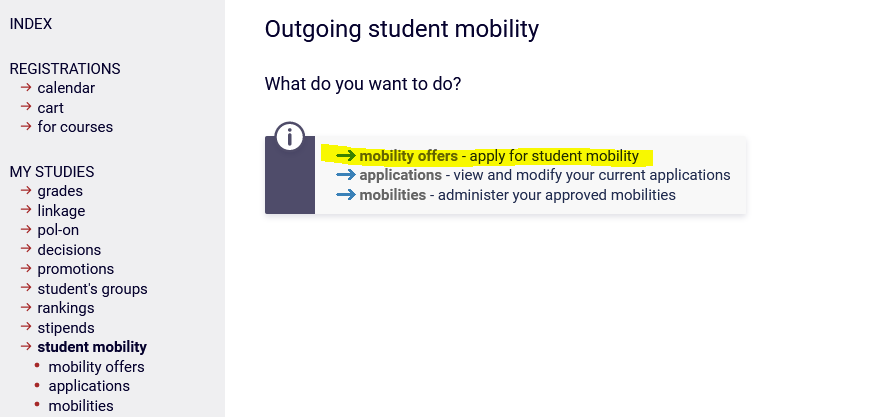 INDEX
REGISTRATIONS
calendar
cart
for courses
MY STUDIES
grades
linkage
pol-on
decisions
promotions
student's groups
rankings
stipends
student mobility
mobility offers
applications
mobilities
Outgoing student mobility
What do you want to do?
mobility offers - apply for student mobility
applications - view and modify your current applications
mobilities - administer your approved mobilities